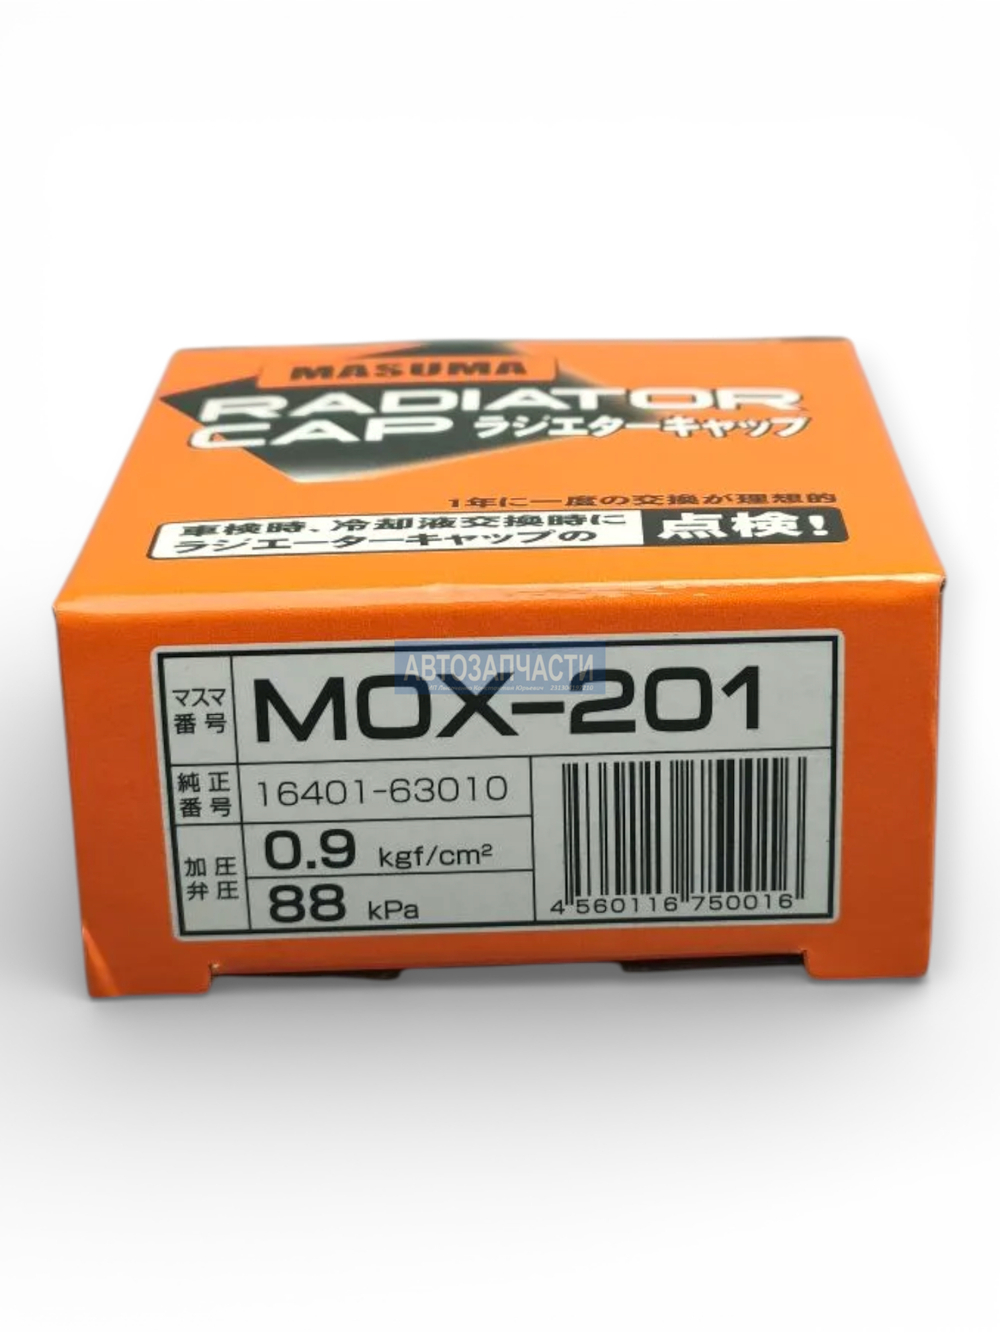 MASUMA
RADIATOR
CAP ラジエターキャップ
1年に一度の交換が理想的
車検時、冷却液交換時に
ラジエーターキャップの
点検!
АВТОЗАПЧАСТИ
マスマ
番号
MOX-201
純正
番号
16401-63010
加圧
弁圧
0.9 kgf/cm²
88 kPa
4 560116 750016